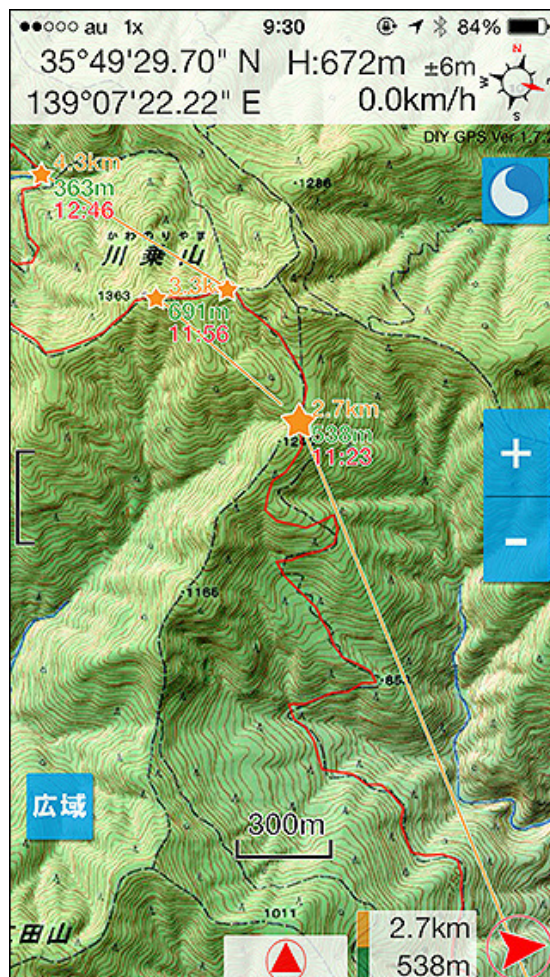 au 1x 9:30 84%
35°49'29.70" N H:672m ±6m
139°07'22.22" E 0.0km/h
N
W
S
DIY GPS Ver 1.7.2
4.3km
363m
12:46
1286
かわのりやま
川乗山
1363
3.3k
691m
11:56
2.7km
538m
11:23
+
-
1166
広域
300m
1011
田山
2.7km
538m